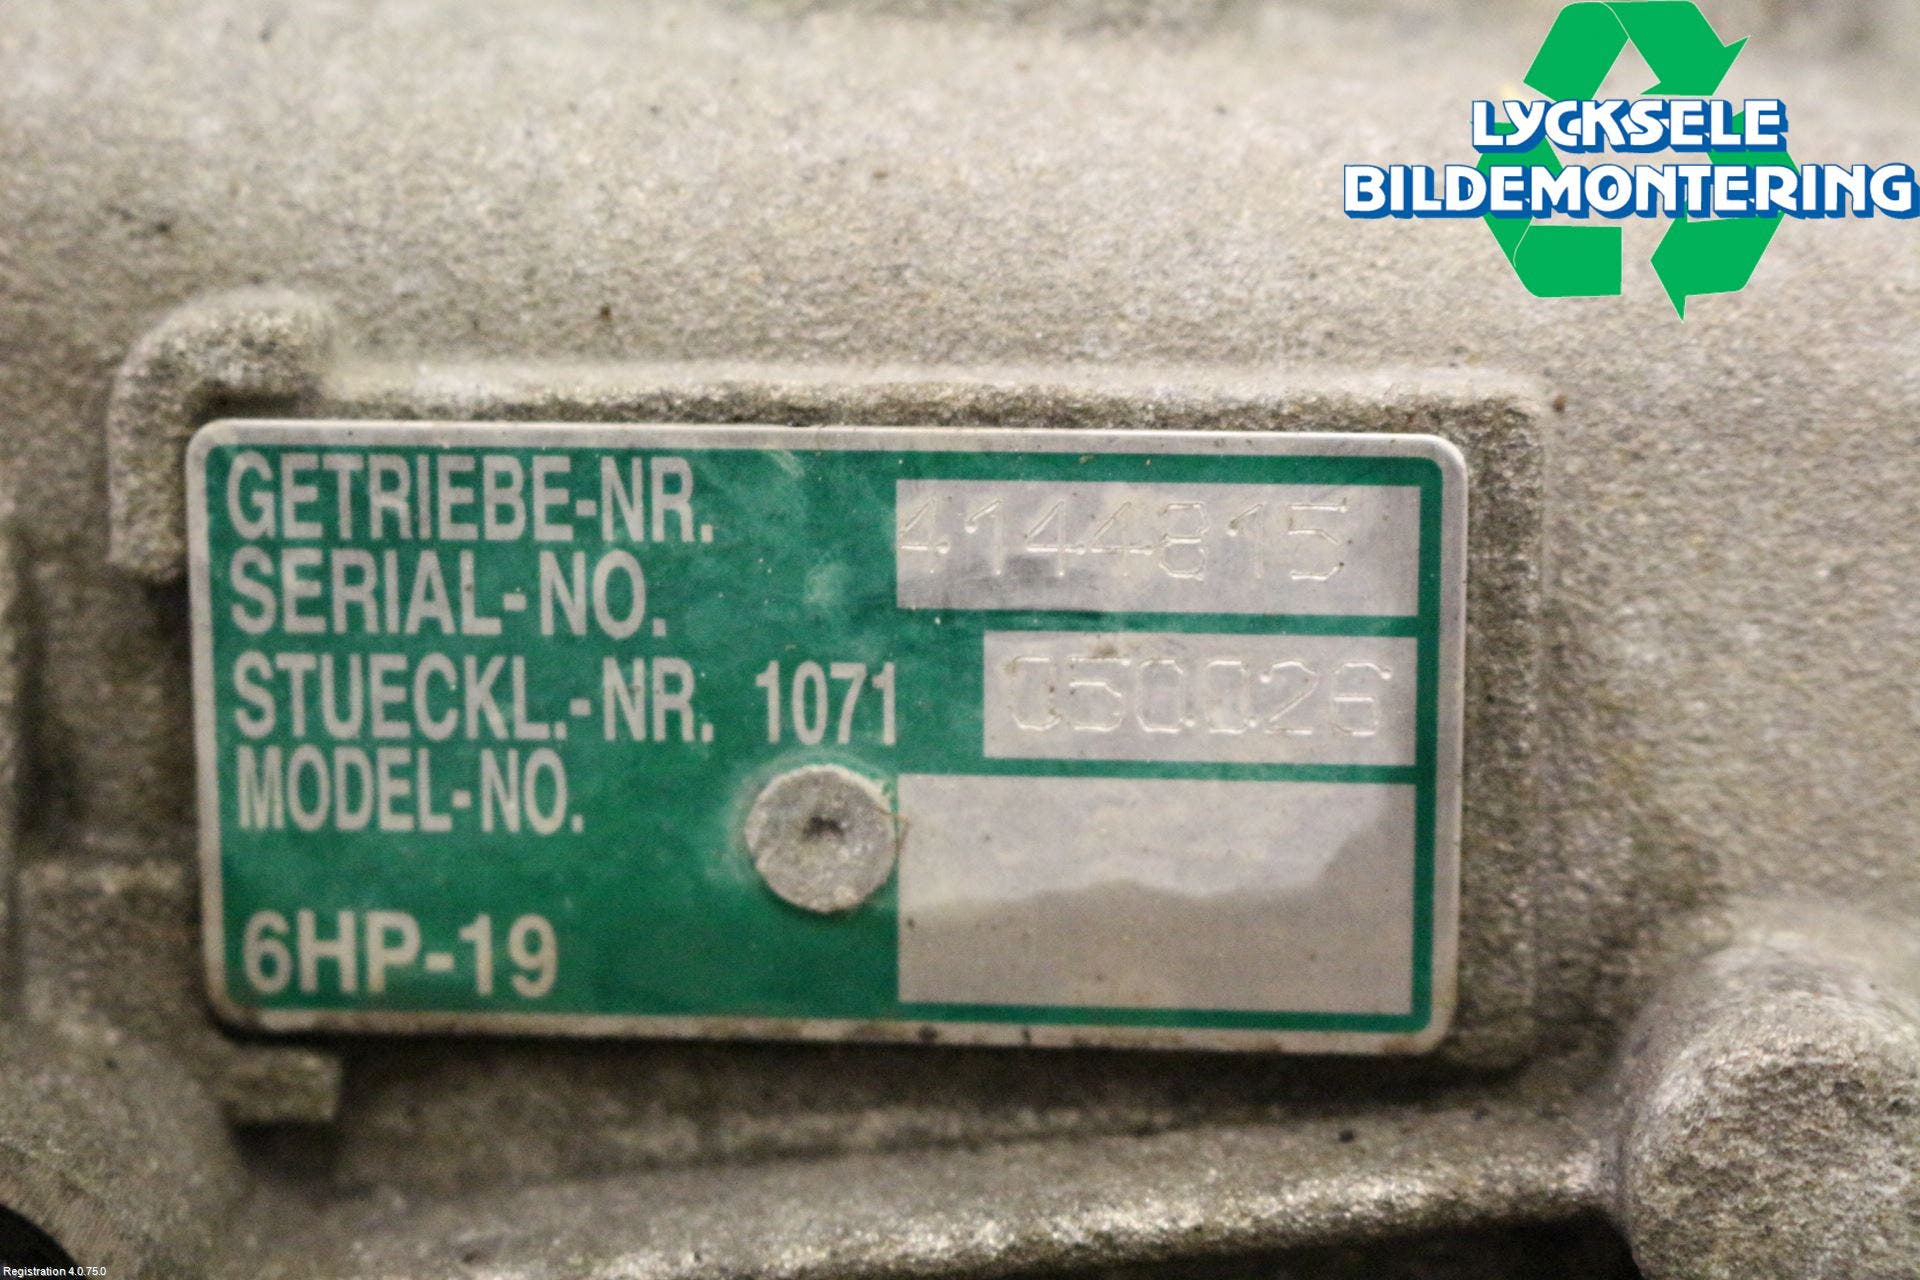 LYCKSELE
BILDEMONTERING
GETRIEBE-NR. 4144815
SERIAL-NO.
STUECKL.-NR. 1071 050026
MODEL-NO.
6HP-19
Registration 4.0.75.0